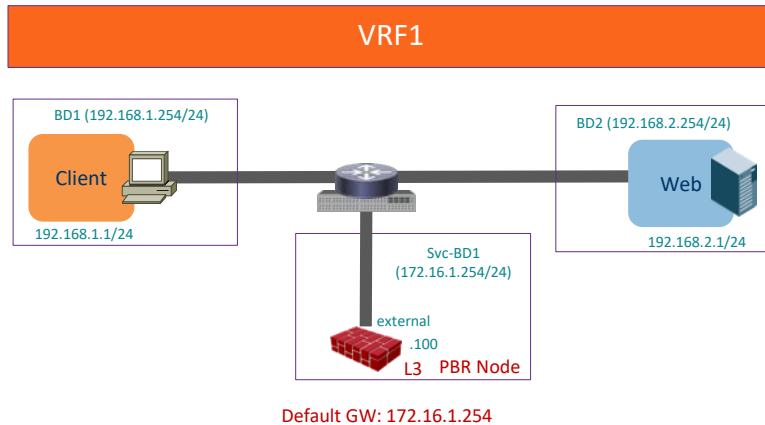 VRF1
BD1 (192.168.1.254/24)
Client
192.168.1.1/24
BD2 (192.168.2.254/24)
Web
192.168.2.1/24
Svc-BD1
(172.16.1.254/24)
external
.100
L3 PBR Node
Default GW: 172.16.1.254